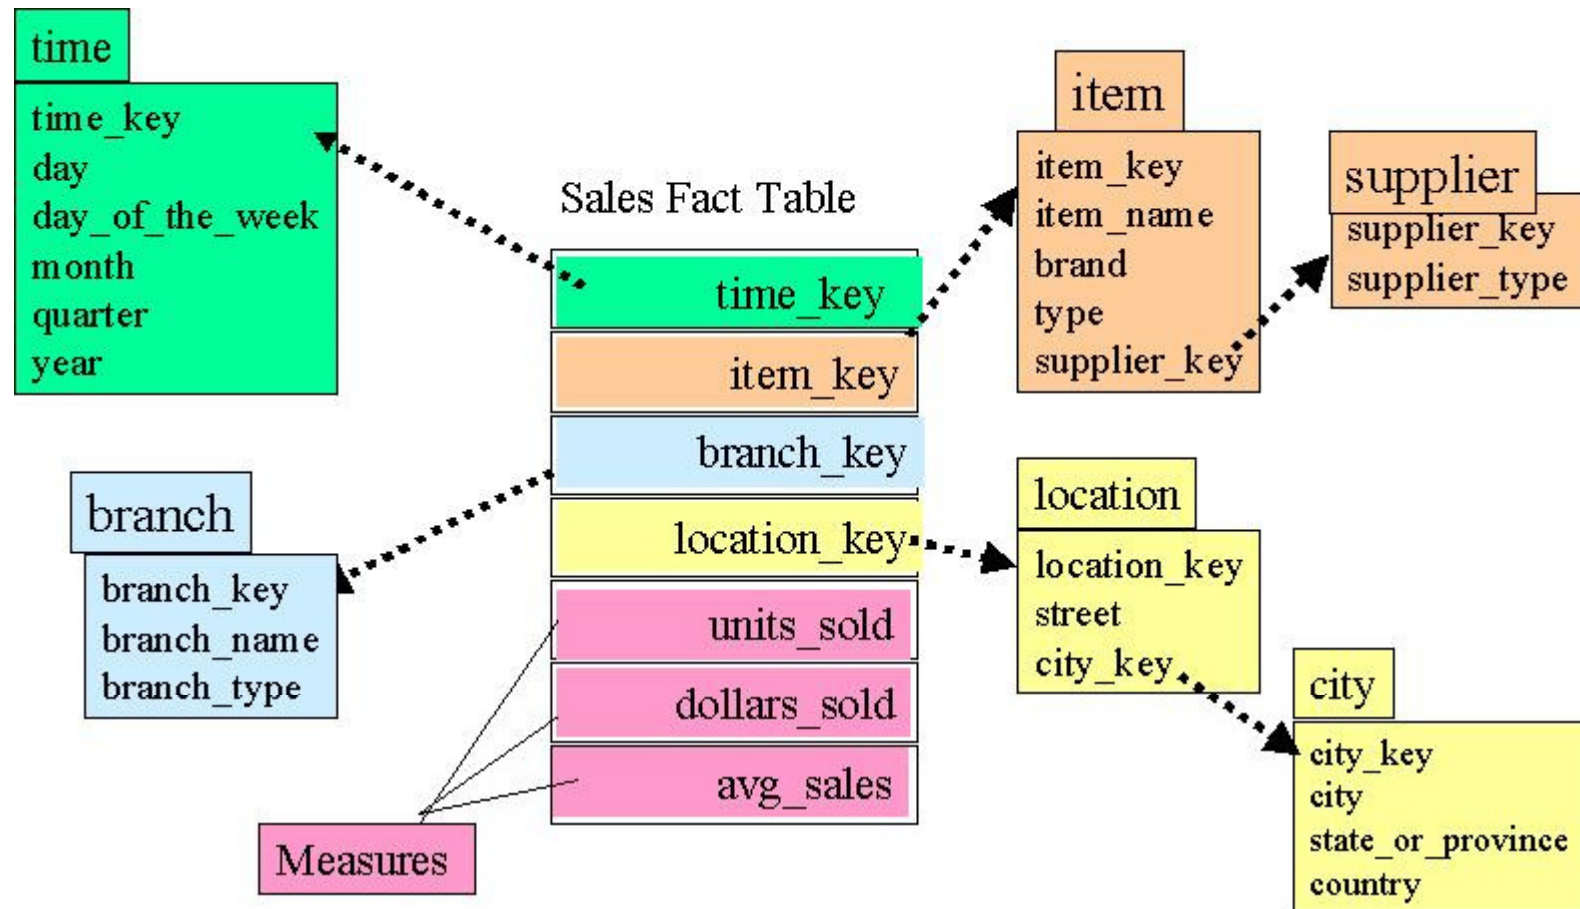 time
time_key
day
day_of_the_week
month
quarter
year
Sales Fact Table
time_key
item_key
branch_key
location_key
units_sold
dollars_sold
avg_sales
Measures
branch
branch_key
branch_name
branch_type
item
item_key
item_name
brand
type
supplier_key
supplier
supplier_key
supplier_type
location
location_key
street
city_key
city
city_key
city
state_or_province
country